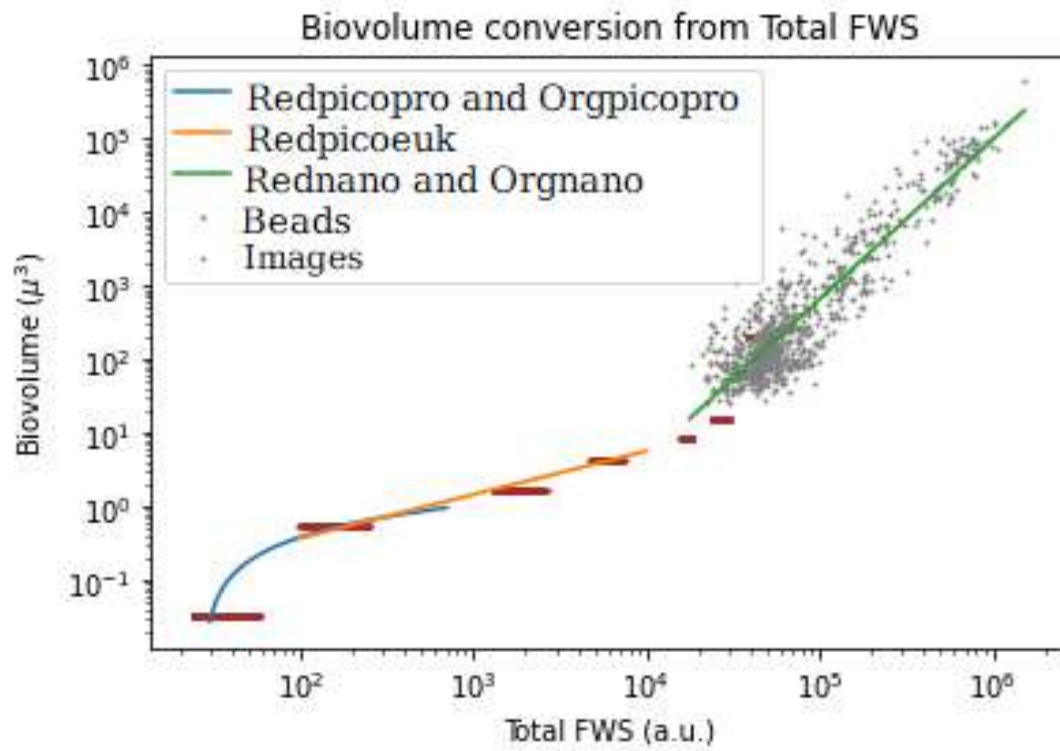 Biovolume conversion from Total FWS
Redpicopro and Orgpicopro
Redpicoeuk
Rednano and Orgnano
Beads
Images
Biovolume (μ³)
10⁶
10⁵
10⁴
10³
10²
10¹
10⁰
10⁻¹
10² 10³ 10⁴ 10⁵ 10⁶
Total FWS (a.u.)